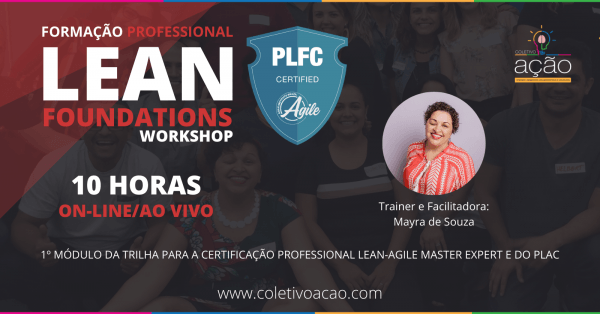 FORMAÇÃO PROFESSIONAL
LEAN
FOUNDATIONS
WORKSHOP
PLFC
CERTIFIED
Agile
COLETIVO
ação
10 HORAS
ON-LINE/AO VIVO
Trainer e Facilitadora:
Mayra de Souza
1º MÓDULO DA TRILHA PARA A CERTIFICAÇÃO PROFESSIONAL LEAN-AGILE MASTER EXPERT E DO PLAC
www.coletivoacao.com